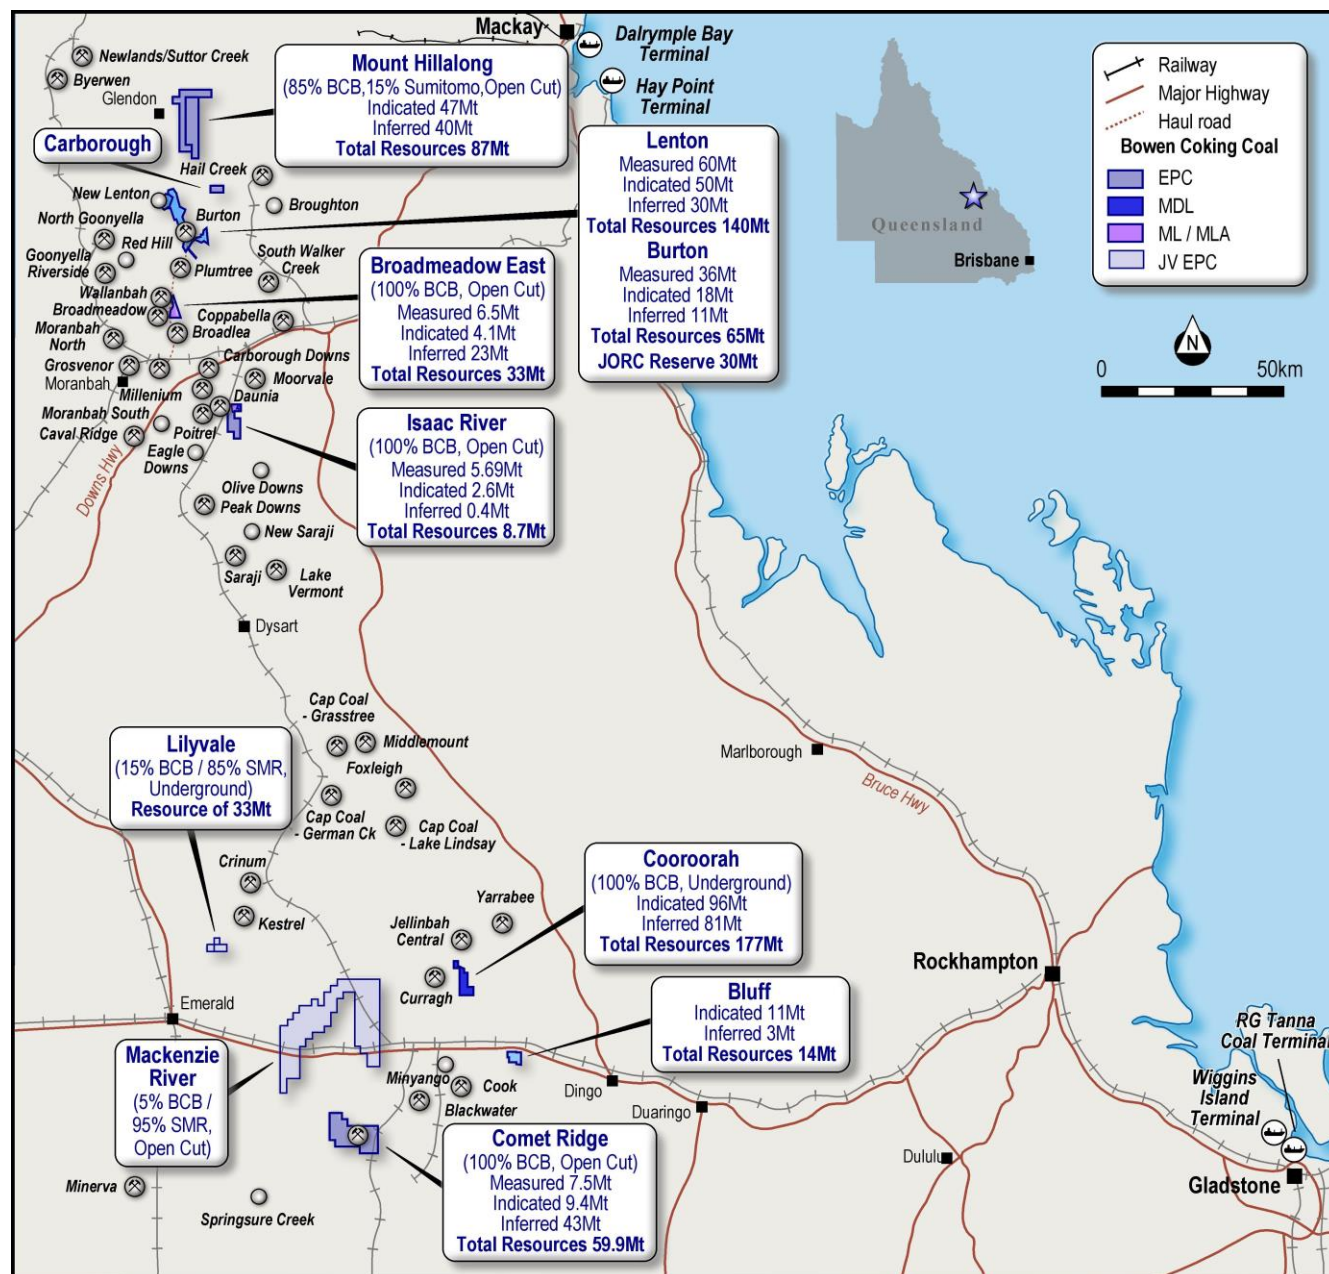 Mackay
Dalrymple Bay
Terminal
Hay Point
Terminal
Newlands/Suttor Creek
Byerwen
Glendon
Mount Hillalong
(85% BCB,15% Sumitomo,Open Cut)
Indicated 47Mt
Inferred 40Mt
Total Resources 87Mt
Carborough
Hail Creek
New Lenton
Broughton
North Goonyella
Burton
Red Hill
Goonyella
Riverside
South Walker
Creek
Plumtree
Wallanbah
Broadmeadow
Coppabella
Broadlea
Moranbah
North
Grosvenor
Moranbah
Carborough Downs
Moorvale
Millenium
Daunia
Moranbah South
Poitrel
Caval Ridge
Eagle
Downs
Downs Hwy
Olive Downs
Peak Downs
New Saraji
Saraji
Lake
Vermont
Dysart
Lenton
Measured 60Mt
Indicated 50Mt
Inferred 30Mt
Total Resources 140Mt
Burton
Measured 36Mt
Indicated 18Mt
Inferred 11Mt
Total Resources 65Mt
JORC Reserve 30Mt
Broadmeadow East
(100% BCB, Open Cut)
Measured 6.5Mt
Indicated 4.1Mt
Inferred 23Mt
Total Resources 33Mt
Isaac River
(100% BCB, Open Cut)
Measured 5.69Mt
Indicated 2.6Mt
Inferred 0.4Mt
Total Resources 8.7Mt
Queensland
Brisbane
Railway
Major Highway
Haul road
Bowen Coking Coal
EPC
MDL
ML / MLA
JV EPC
N
0
50km
Cap Coal
- Grasstree
Middlemount
Foxleigh
Cap Coal
- German Ck
Cap Coal
- Lake Lindsay
Marlborough
Bruce Hwy
Lilyvale
(15% BCB / 85% SMR,
Underground)
Resource of 33Mt
Crinum
Kestrel
Yarrabee
Jellinbah
Central
Curragh
Cooroorah
(100% BCB, Underground)
Indicated 96Mt
Inferred 81Mt
Total Resources 177Mt
Rockhampton
Emerald
Bluff
Indicated 11Mt
Inferred 3Mt
Total Resources 14Mt
RG Tanna
Coal Terminal
Wiggins
Island
Terminal
Mackenzie
River
(5% BCB /
95% SMR,
Open Cut)
Minyango
Cook
Blackwater
Dingo
Duaringo
Dululu
Gladstone
Minerva
Springsure Creek
Comet Ridge
(100% BCB, Open Cut)
Measured 7.5Mt
Indicated 9.4Mt
Inferred 43Mt
Total Resources 59.9Mt